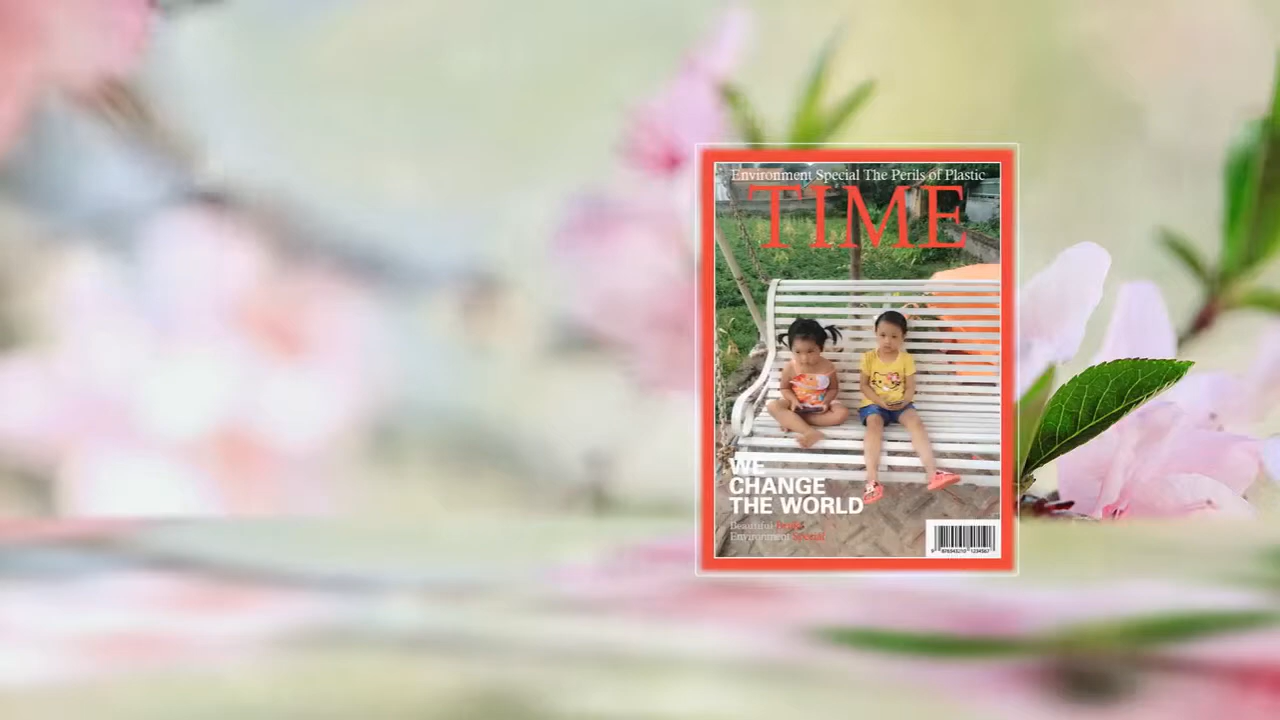 Environment Special The Perils of Plastic
TIME
WE
CHANGE
THE WORLD
Beautiful
Environment Special